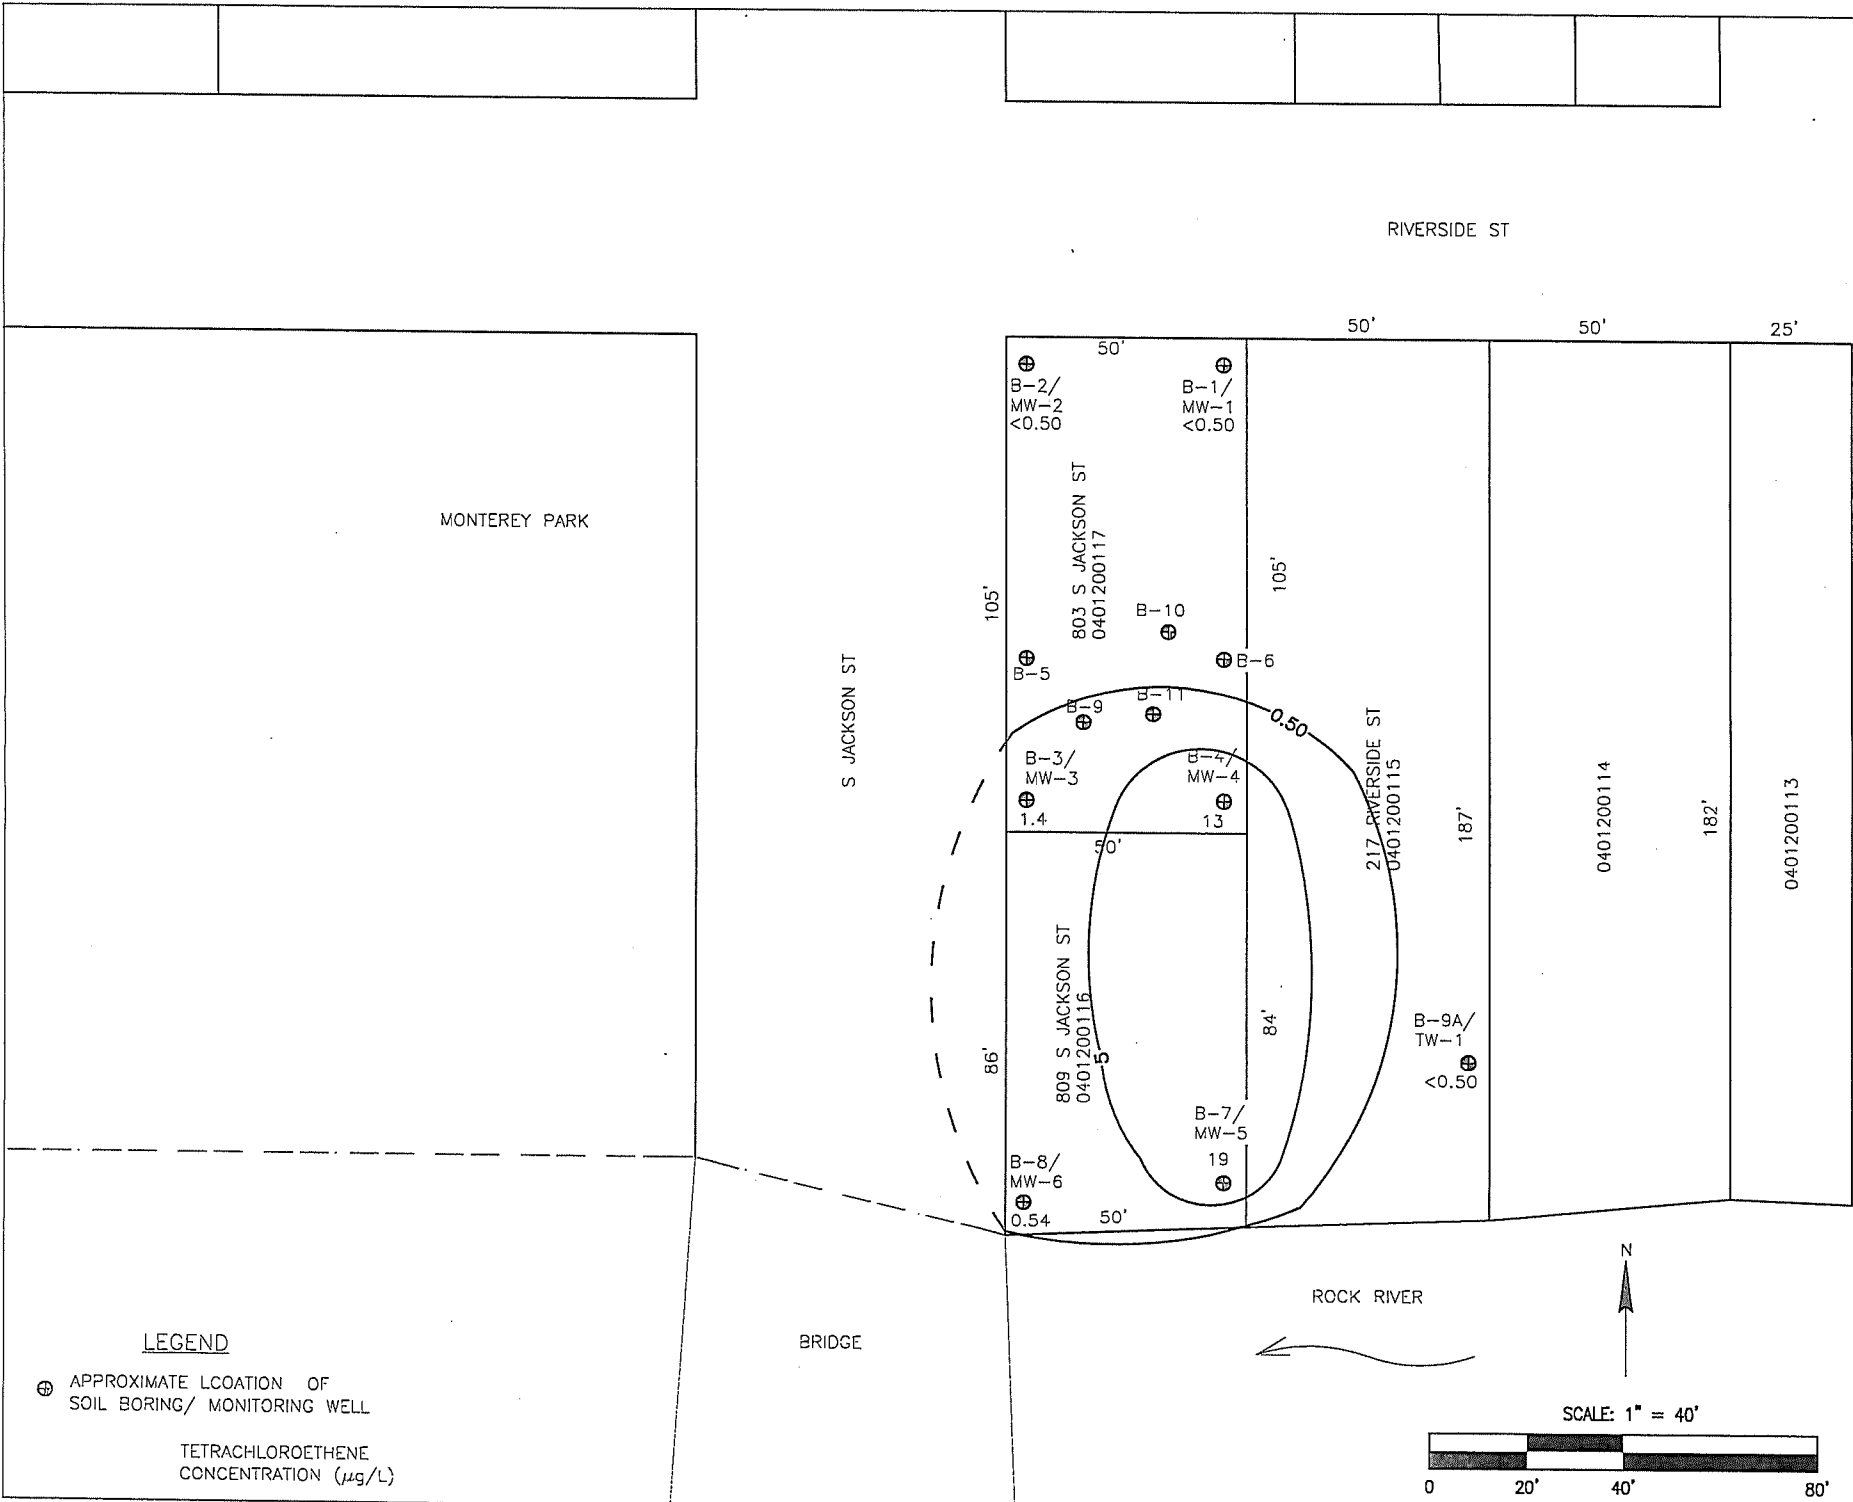 RIVERSIDE ST
50'
50'
25'
50'
B-2/
MW-2
<0.50
B-1/
MW-1
<0.50
MONTEREY PARK
803 S JACKSON ST
0401200117
105'
105'
B-10
B-5
B-6
S JACKSON ST
B-9
B-11
0.50
217 RIVERSIDE ST
0401200115
187'
0401200114
182'
0401200113
B-3/
MW-3
1.4
B-4/
MW-4
13
50'
809 S JACKSON ST
0401200116
86'
5
84'
B-9A/
TW-1
<0.50
B-7/
MW-5
19
B-8/
MW-6
0.54
50'
N
ROCK RIVER
BRIDGE
LEGEND
APPROXIMATE LCOATION OF
SOIL BORING/ MONITORING WELL
TETRACHLOROETHENE
CONCENTRATION (µg/L)
SCALE: 1" = 40'
0 20' 40' 80'